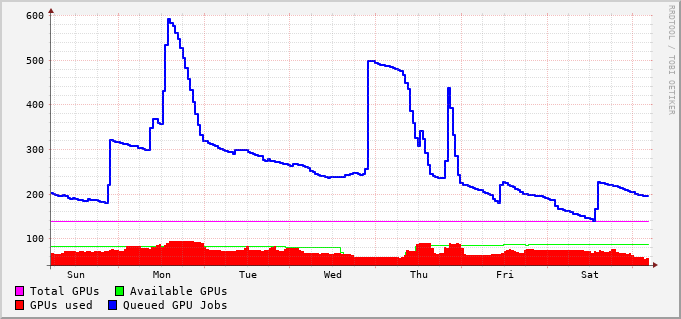 600
500
400
300
200
100
Sun Mon Tue Wed Thu Fri Sat
RRDTOOL / TOBI OETIKER
Total GPUs Available GPUs
GPUs used Queued GPU Jobs